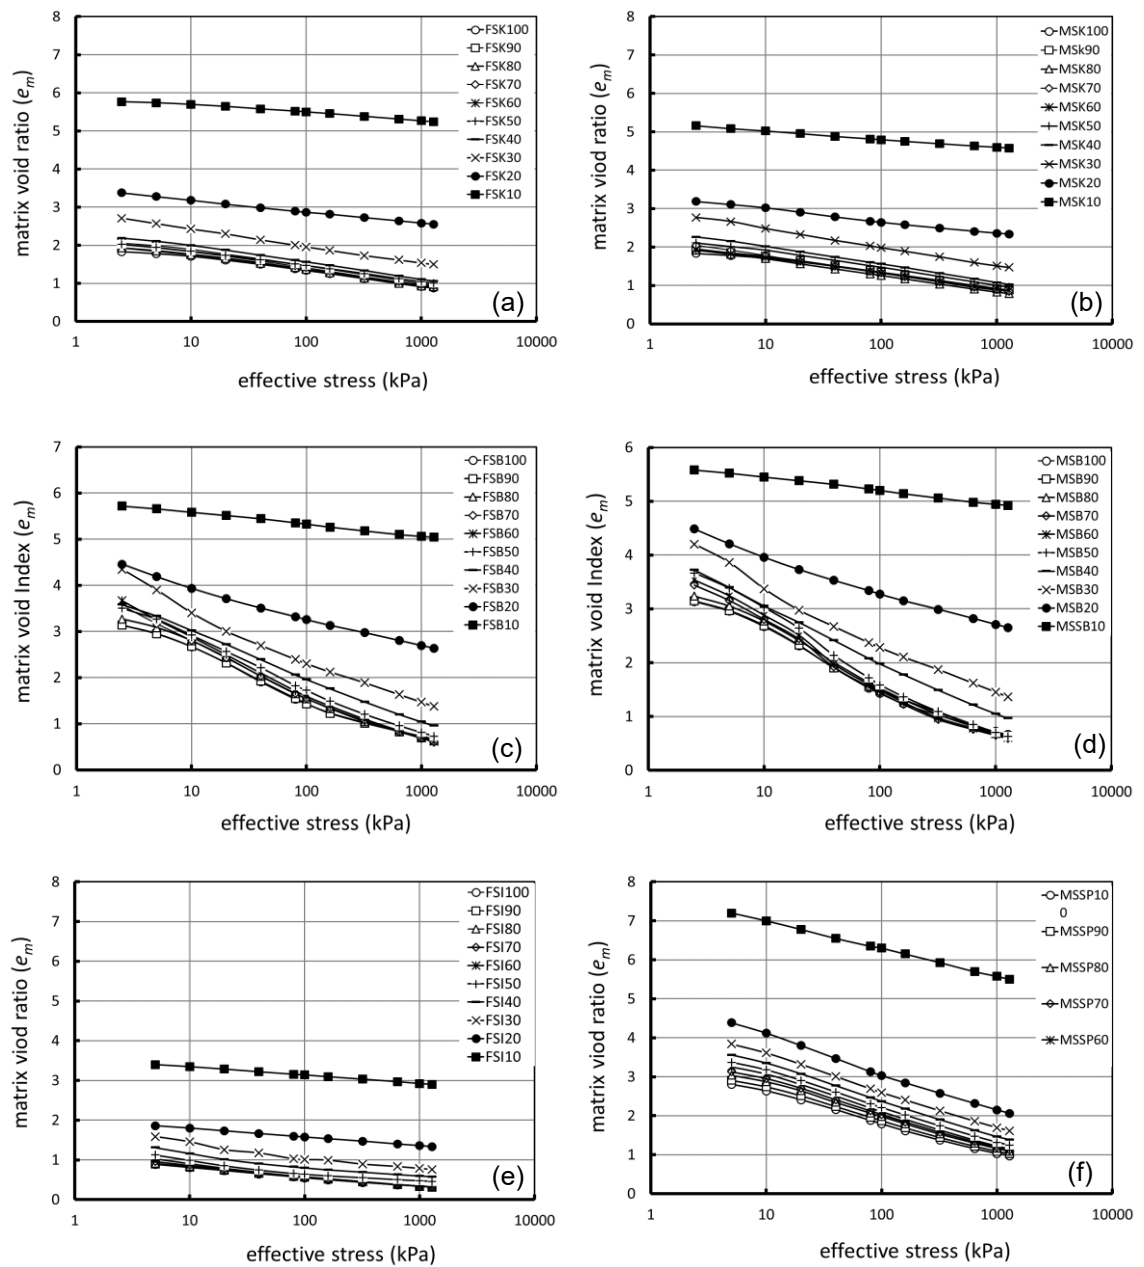 matrix void ratio (em)
8
7
6
5
4
3
2
1
0
1
10
100
1000
10000
effective stress (kPa)
FSK100
FSK90
FSK80
FSK70
FSK60
FSK50
FSK40
FSK30
FSK20
FSK10
(a)
matrix viod ratio (em)
8
7
6
5
4
3
2
1
0
1
10
100
1000
10000
effective stress (kPa)
MSK100
MSk90
MSK80
MSK70
MSK60
MSK50
MSK40
MSK30
MSK20
MSK10
(b)
matrix void Index (em)
7
6
5
4
3
2
1
0
1
10
100
1000
10000
effective stress (kPa)
FSB100
FSB90
FSB80
FSB70
FSB60
FSB50
FSB40
FSB30
FSB20
FSB10
(c)
matrix void Index (em)
6
5
4
3
2
1
0
1
10
100
1000
10000
effective stress (kPa)
MSB100
MSB90
MSB80
MSB70
MSB60
MSB50
MSB40
MSB30
MSB20
MSSB10
(d)
matrix viod ratio (em)
8
7
6
5
4
3
2
1
0
1
10
100
1000
10000
effective stress (kPa)
FSI100
FSI90
FSI80
FSI70
FSI60
FSI50
FSI40
FSI30
FSI20
FSI10
(e)
matrix viod ratio (em)
8
7
6
5
4
3
2
1
0
1
10
100
1000
10000
effective stress (kPa)
MSSP10
0
MSSP90
MSSP80
MSSP70
MSSP60
(f)